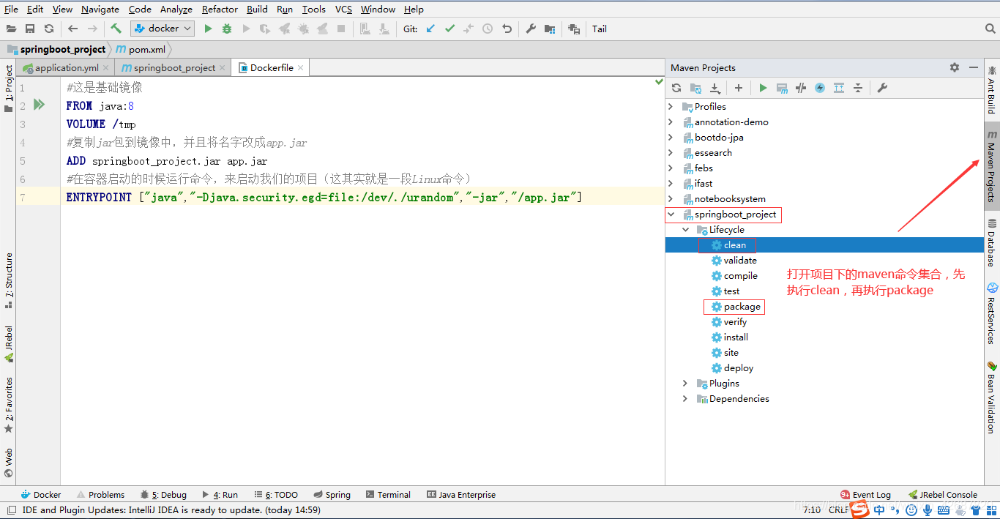 File Edit View Navigate Code Analyze Refactor Build Run Tools VCS Window Help
docker Git: Tail
springboot_project pom.xml
application.yml springboot_project Dockerfile
1 #这是基础镜像
2 FROM java:8
3 VOLUME /tmp
4 #复制jar包到镜像中，并且将名字改成app.jar
5 ADD springboot_project.jar app.jar
6 #在容器启动的时候运行命令，来启动我们的项目（这其实就是一段Linux命令）
7 ENTRYPOINT ["java","-Djava.security.egd=file:/dev/./urandom","-jar","/app.jar"]
1: Project
7: Structure
JRebel
2: Favorites
Web
Maven Projects
Profiles
annotation-demo
bootdo-jpa
essearch
febs
ifast
notebooksystem
springboot_project
Lifecycle
clean
validate
compile
test
package
verify
install
site
deploy
Plugins
Dependencies
打开项目下的maven命令集合，先
执行clean，再执行package
Ant Build
Maven Projects
Database
RestServices
Bean Validation
Docker Problems 5: Debug 4: Run 6: TODO Spring Terminal Java Enterprise 9+ Event Log JRebel Console
IDE and Plugin Updates: IntelliJ IDEA is ready to update. (today 14:59) 7:10 CRLF 中